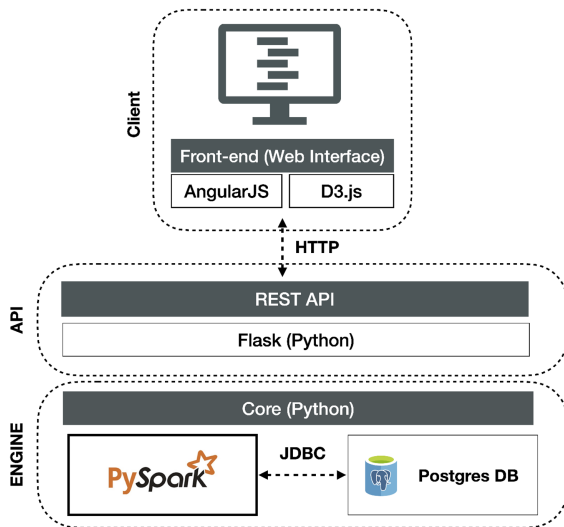 Client
Front-end (Web Interface)
AngularJS
D3.js
HTTP
API
REST API
Flask (Python)
ENGINE
Core (Python)
PySpark
JDBC
Postgres DB